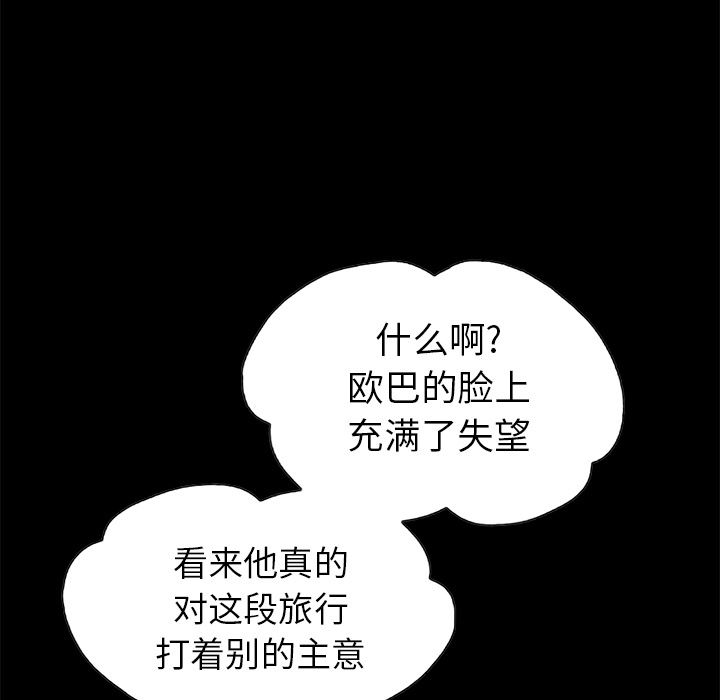 什么啊?
欧巴的脸上
充满了失望
看来他真的
对这段旅行
打着别的主意